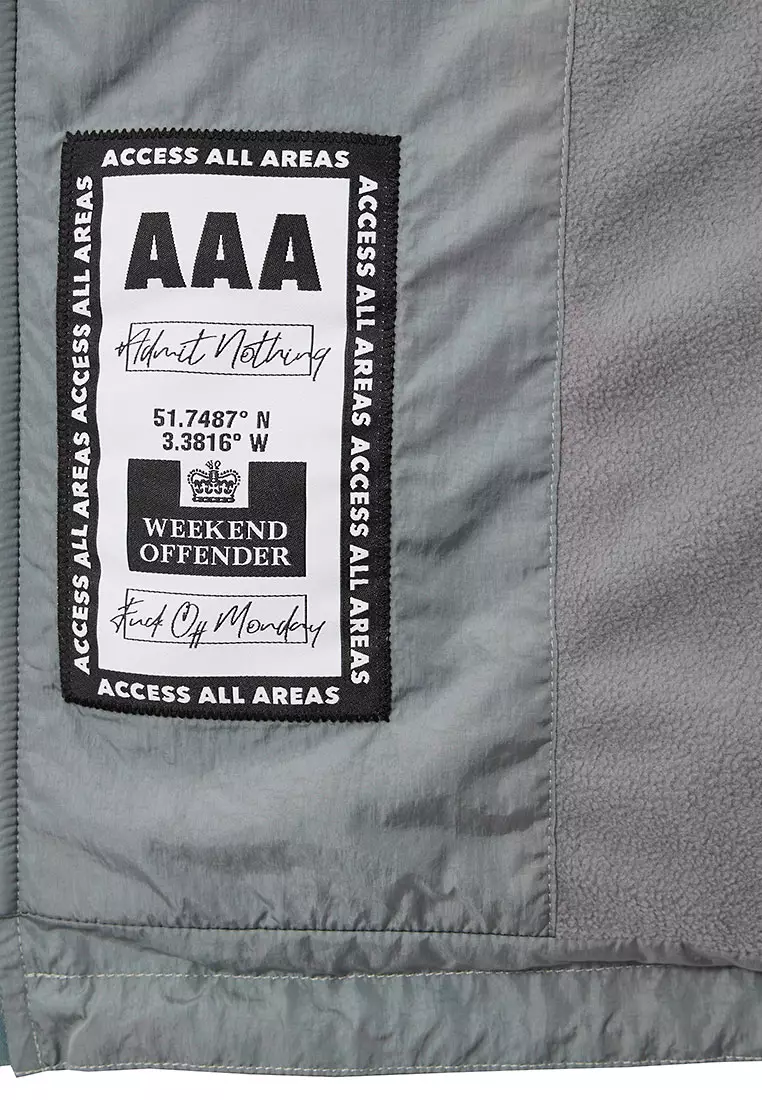 ACCESS ALL AREAS
ACCESS ALL AREAS ACCESS ALL AREAS
ACCESS ALL AREAS ACCESS ALL AREAS
AAA
Admit Nothing
51.7487° N
3.3816° W
WEEKEND
OFFENDER
Fuck Off Monday
ACCESS ALL AREAS